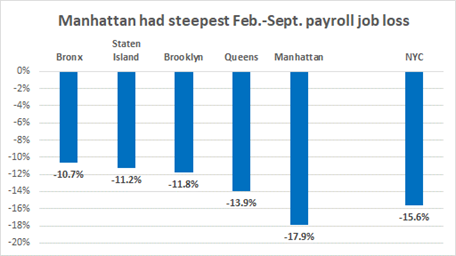 Manhattan had steepest Feb.-Sept. payroll job loss
Bronx
Staten
Island
Brooklyn
Queens
Manhattan
NYC
0%
-2%
-4%
-6%
-8%
-10%
-12%
-14%
-16%
-18%
-20%
-10.7%
-11.2%
-11.8%
-13.9%
-17.9%
-15.6%